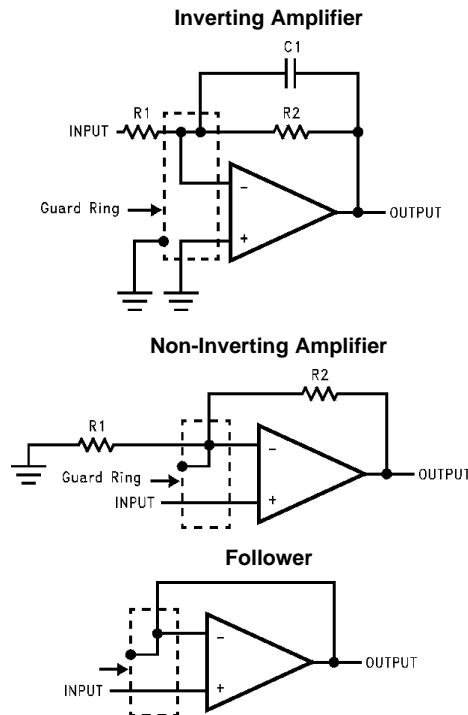 Inverting Amplifier
C1
R1
R2
INPUT
−
Guard Ring
+
OUTPUT
Non-Inverting Amplifier
R2
R1
−
Guard Ring
OUTPUT
INPUT
+
Follower
−
OUTPUT
INPUT
+